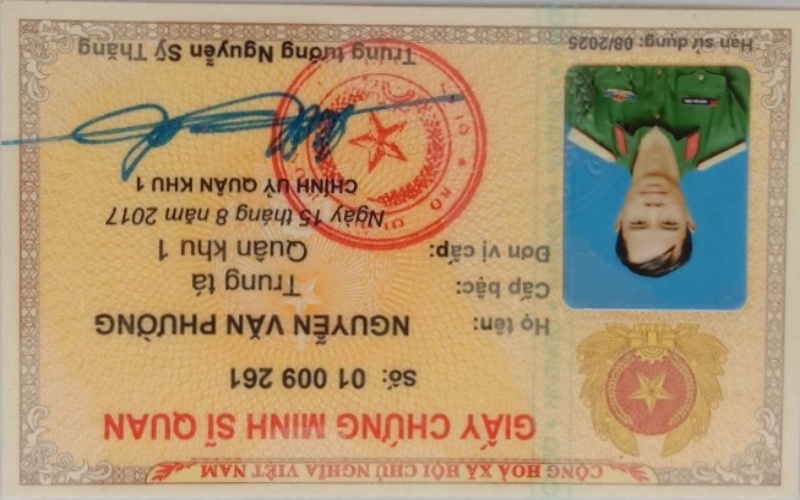 CỘNG HOÀ XÃ HỘI CHỦ NGHĨA VIỆT NAM
GIẤY CHỨNG MINH SĨ QUAN
Số: 01 009 261
Họ tên: NGUYỄN VĂN PHƯỜNG
Cấp bậc: Trung tá
Đơn vị cấp: Quân khu 1
Ngày 15 tháng 8 năm 2017
CHÍNH UỶ QUÂN KHU 1
Trung tướng Nguyễn Sỹ Thăng
Hạn sử dụng: 08/2025